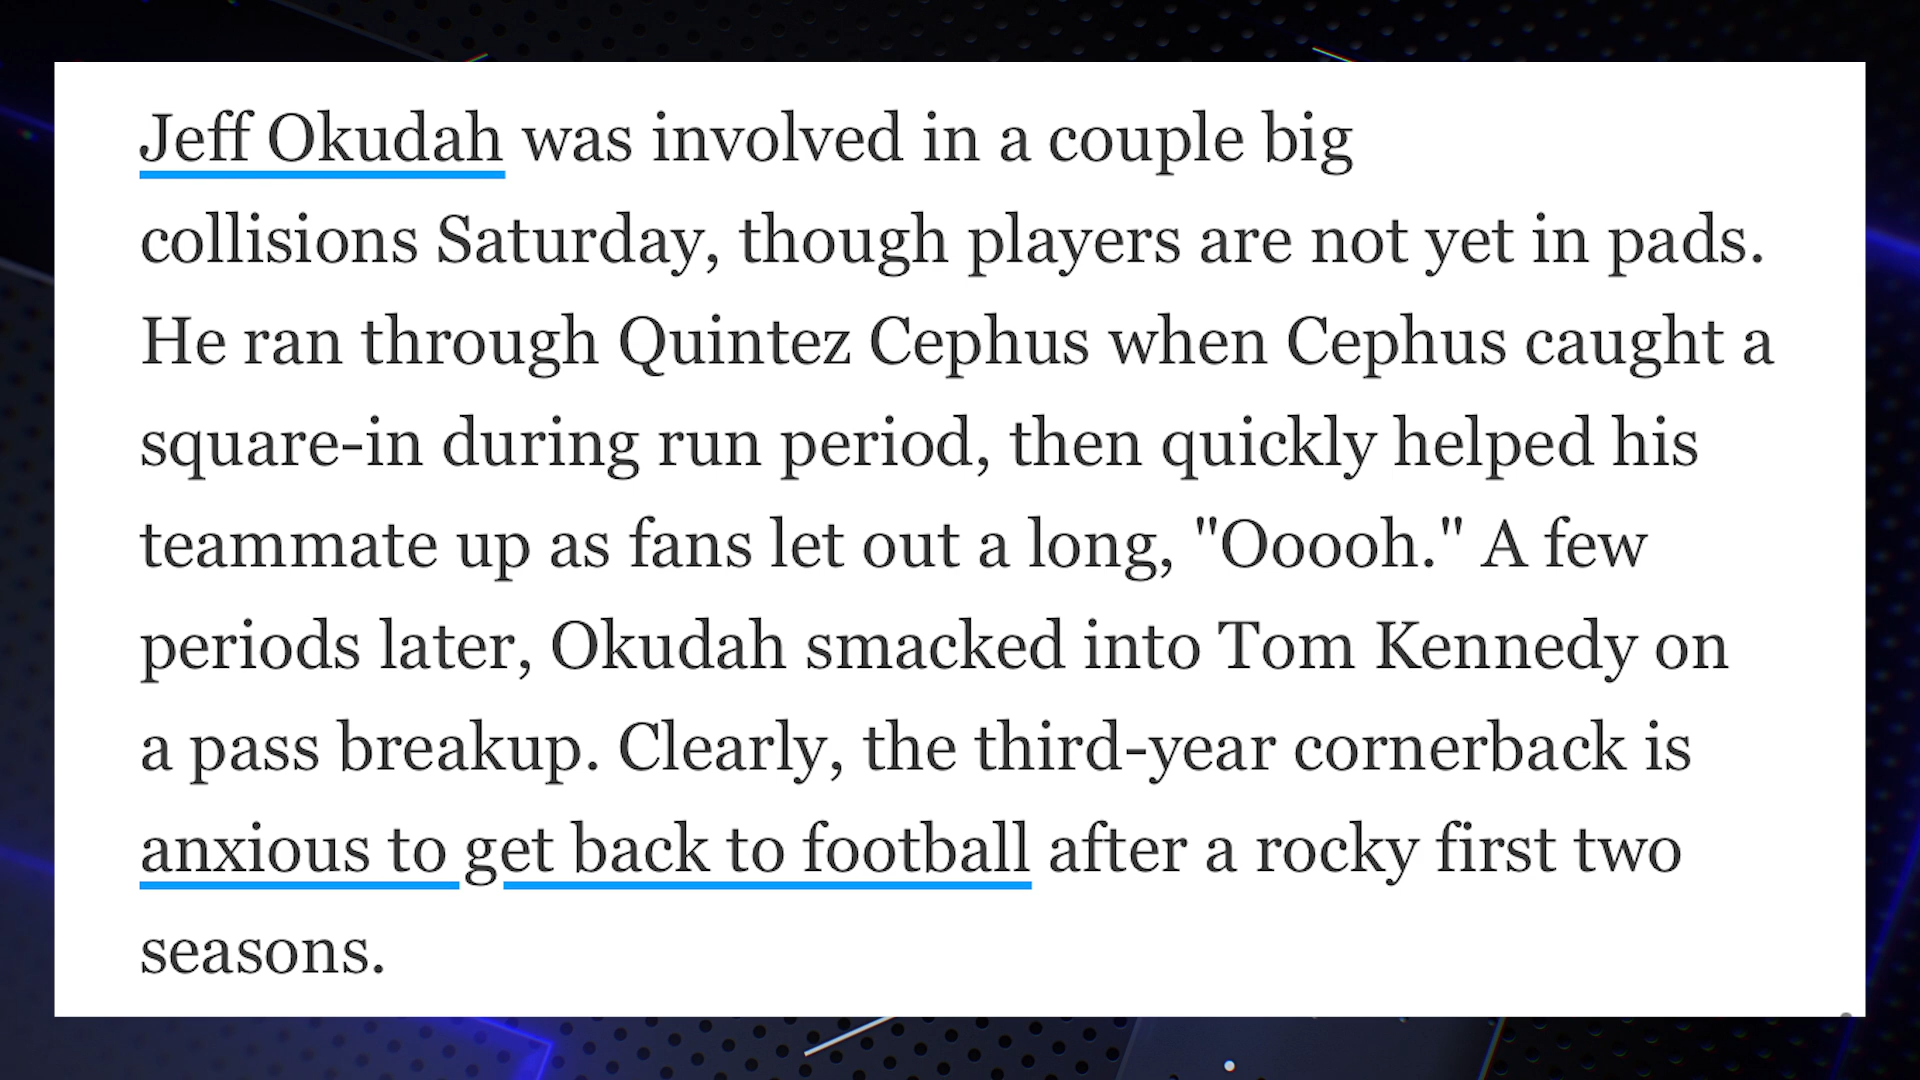 Jeff Okudah was involved in a couple big
collisions Saturday, though players are not yet in pads.
He ran through Quintez Cephus when Cephus caught a
square-in during run period, then quickly helped his
teammate up as fans let out a long, "Ooooh." A few
periods later, Okudah smacked into Tom Kennedy on
a pass breakup. Clearly, the third-year cornerback is
anxious to get back to football after a rocky first two
seasons.